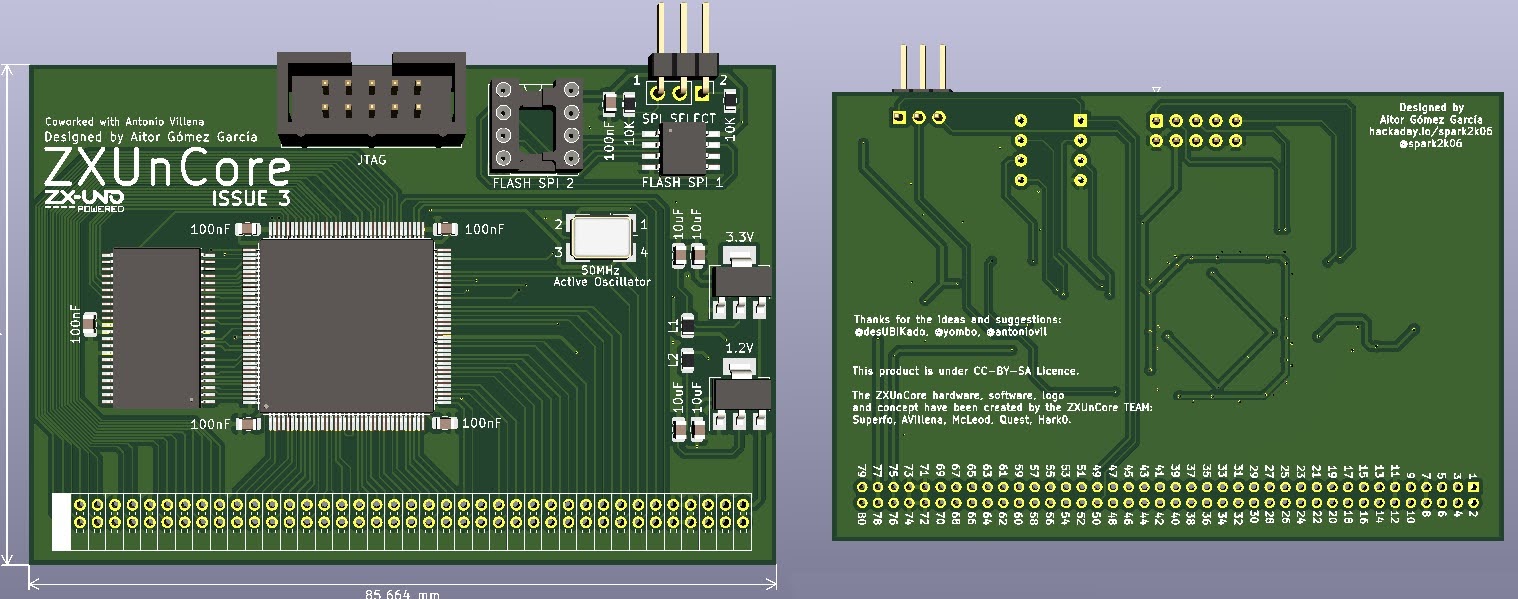 1
2
Coworked with Antonio Villena
Designed by Aitor Gómez García
ZXUnCore
ZX-UNO
POWERED
ISSUE 3
JTAG
FLASH SPI 2
100nF
10K
SPI SELECT
10K
FLASH SPI 1
100nF
100nF
2
1
3
4
50MHz
Active Oscillator
10uF
10uF
3.3V
100nF
L1
L2
1.2V
10uF
10uF
100nF
100nF
85,664 mm
Designed by
Aitor Gómez García
hackaday.io/spark2k06
@spark2k06
Thanks for the ideas and suggestions:
@desUBIKado, @yombo, @antoniovil
This product is under CC-BY-SA Licence.
The ZXUnCore hardware, software, logo
and concept have been created by the ZXUnCore TEAM:
Superfo, AVillena, McLeod, Quest, Hark0.
79 77 75 73 71 69 67 65 63 61 59 57 55 53 51 49 47 45 43 41 39 37 35 33 31 29 27 25 23 21 19 17 15 13 11 9 7 5 3 1
80 78 76 74 72 70 68 66 64 62 60 58 56 54 52 50 48 46 44 42 40 38 36 34 32 30 28 26 24 22 20 18 16 14 12 10 8 6 4 2